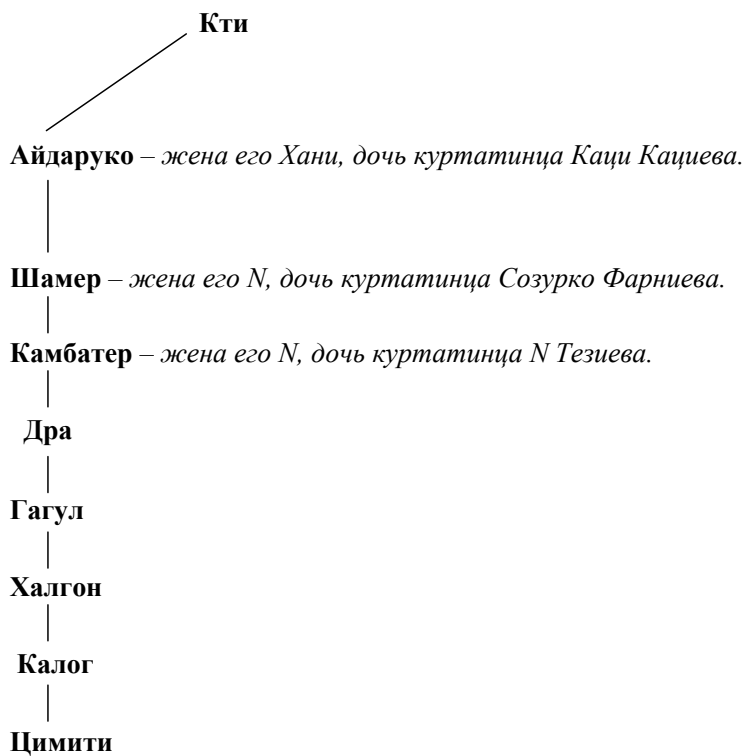 Кти
Айдаруко – жена его Хани, дочь куртатинца Каци Кациева.
Шамер – жена его N, дочь куртатинца Созурко Фарниева.
Камбатер – жена его N, дочь куртатинца N Тезиева.
Дра
Гагул
Халгон
Калог
Цимити